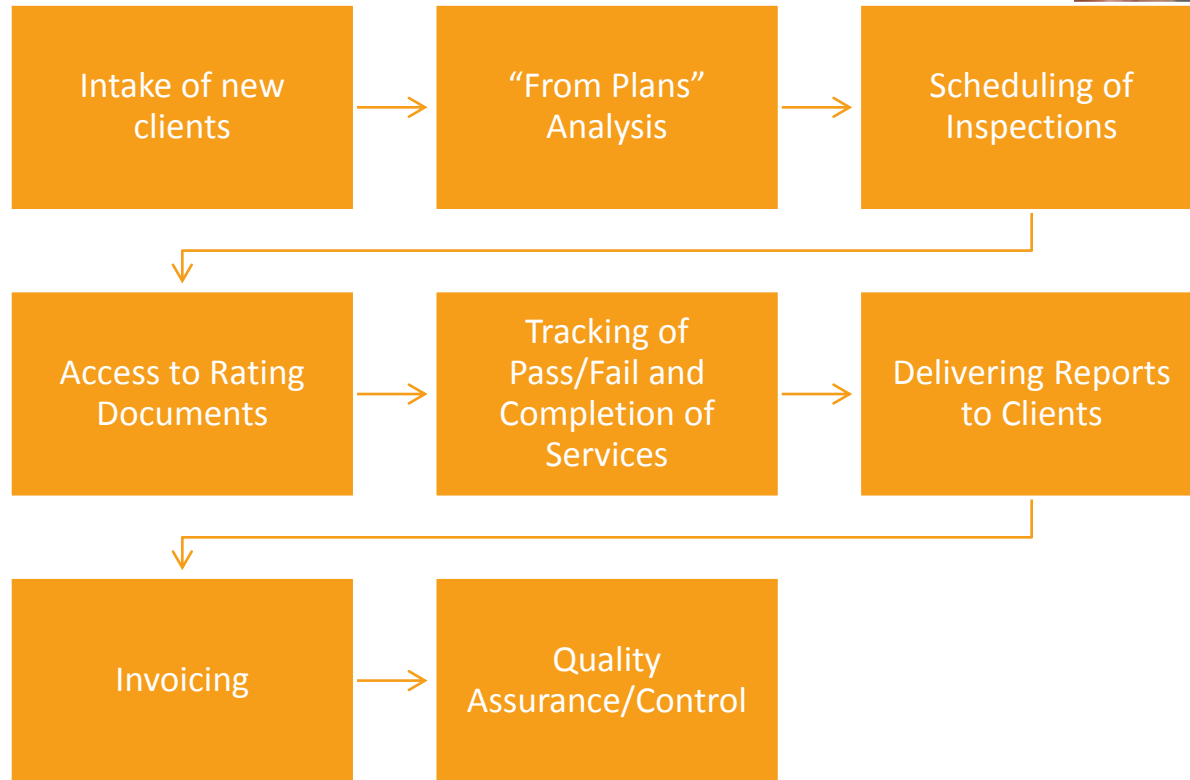 Intake of new
clients
“From Plans”
Analysis
Scheduling of
Inspections
Access to Rating
Documents
Tracking of
Pass/Fail and
Completion of
Services
Delivering Reports
to Clients
Invoicing
Quality
Assurance/Control